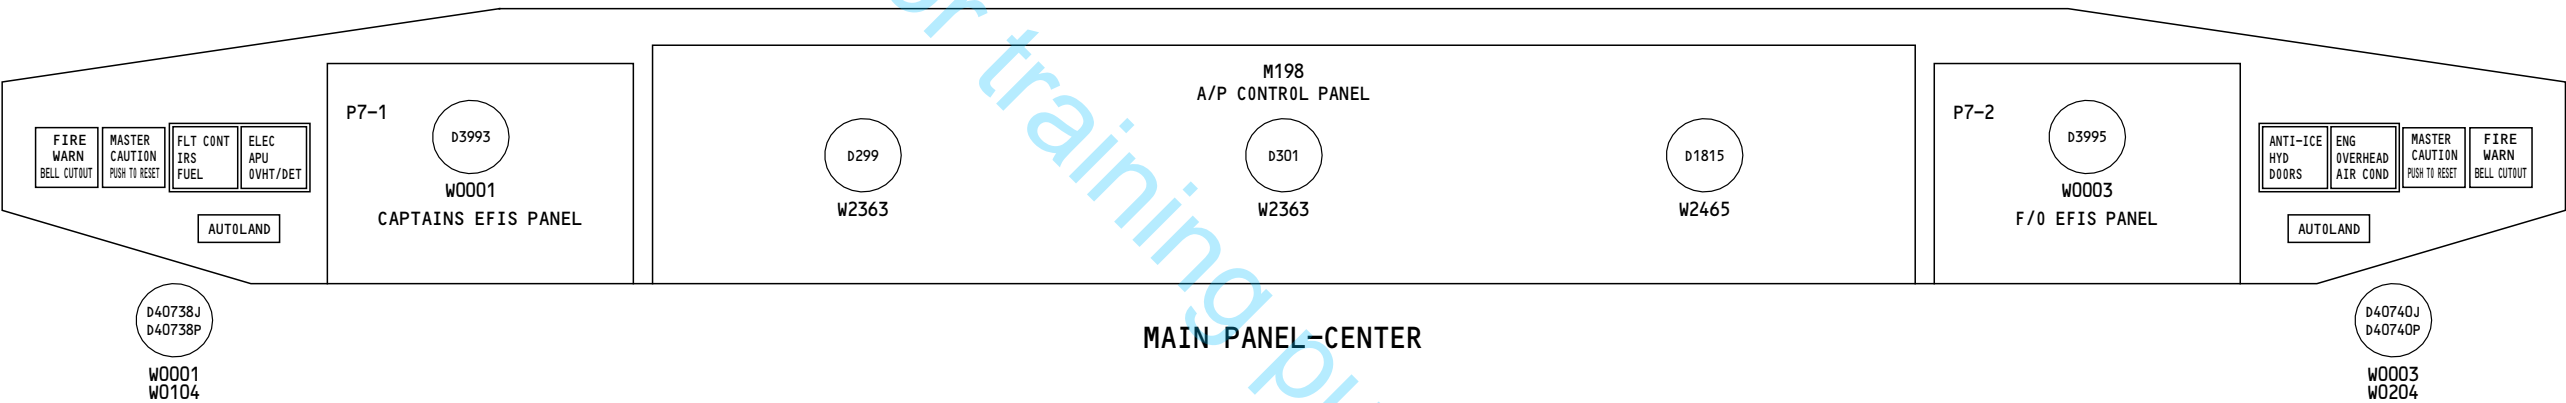 or training pu
M198
A/P CONTROL PANEL
P7-1
D3993
W0001
CAPTAINS EFIS PANEL
FIRE
WARN
BELL CUTOUT
MASTER
CAUTION
PUSH TO RESET
FLT CONT
IRS
FUEL
ELEC
APU
OVHT/DET
AUTOLAND
D299
W2363
D301
W2363
D1815
W2465
P7-2
D3995
W0003
F/O EFIS PANEL
ANTI-ICE
HYD
DOORS
ENG
OVERHEAD
AIR COND
MASTER
CAUTION
PUSH TO RESET
FIRE
WARN
BELL CUTOUT
AUTOLAND
D40738J
D40738P
W0001
W0104
MAIN PANEL-CENTER
D40740J
D40740P
W0003
W0204